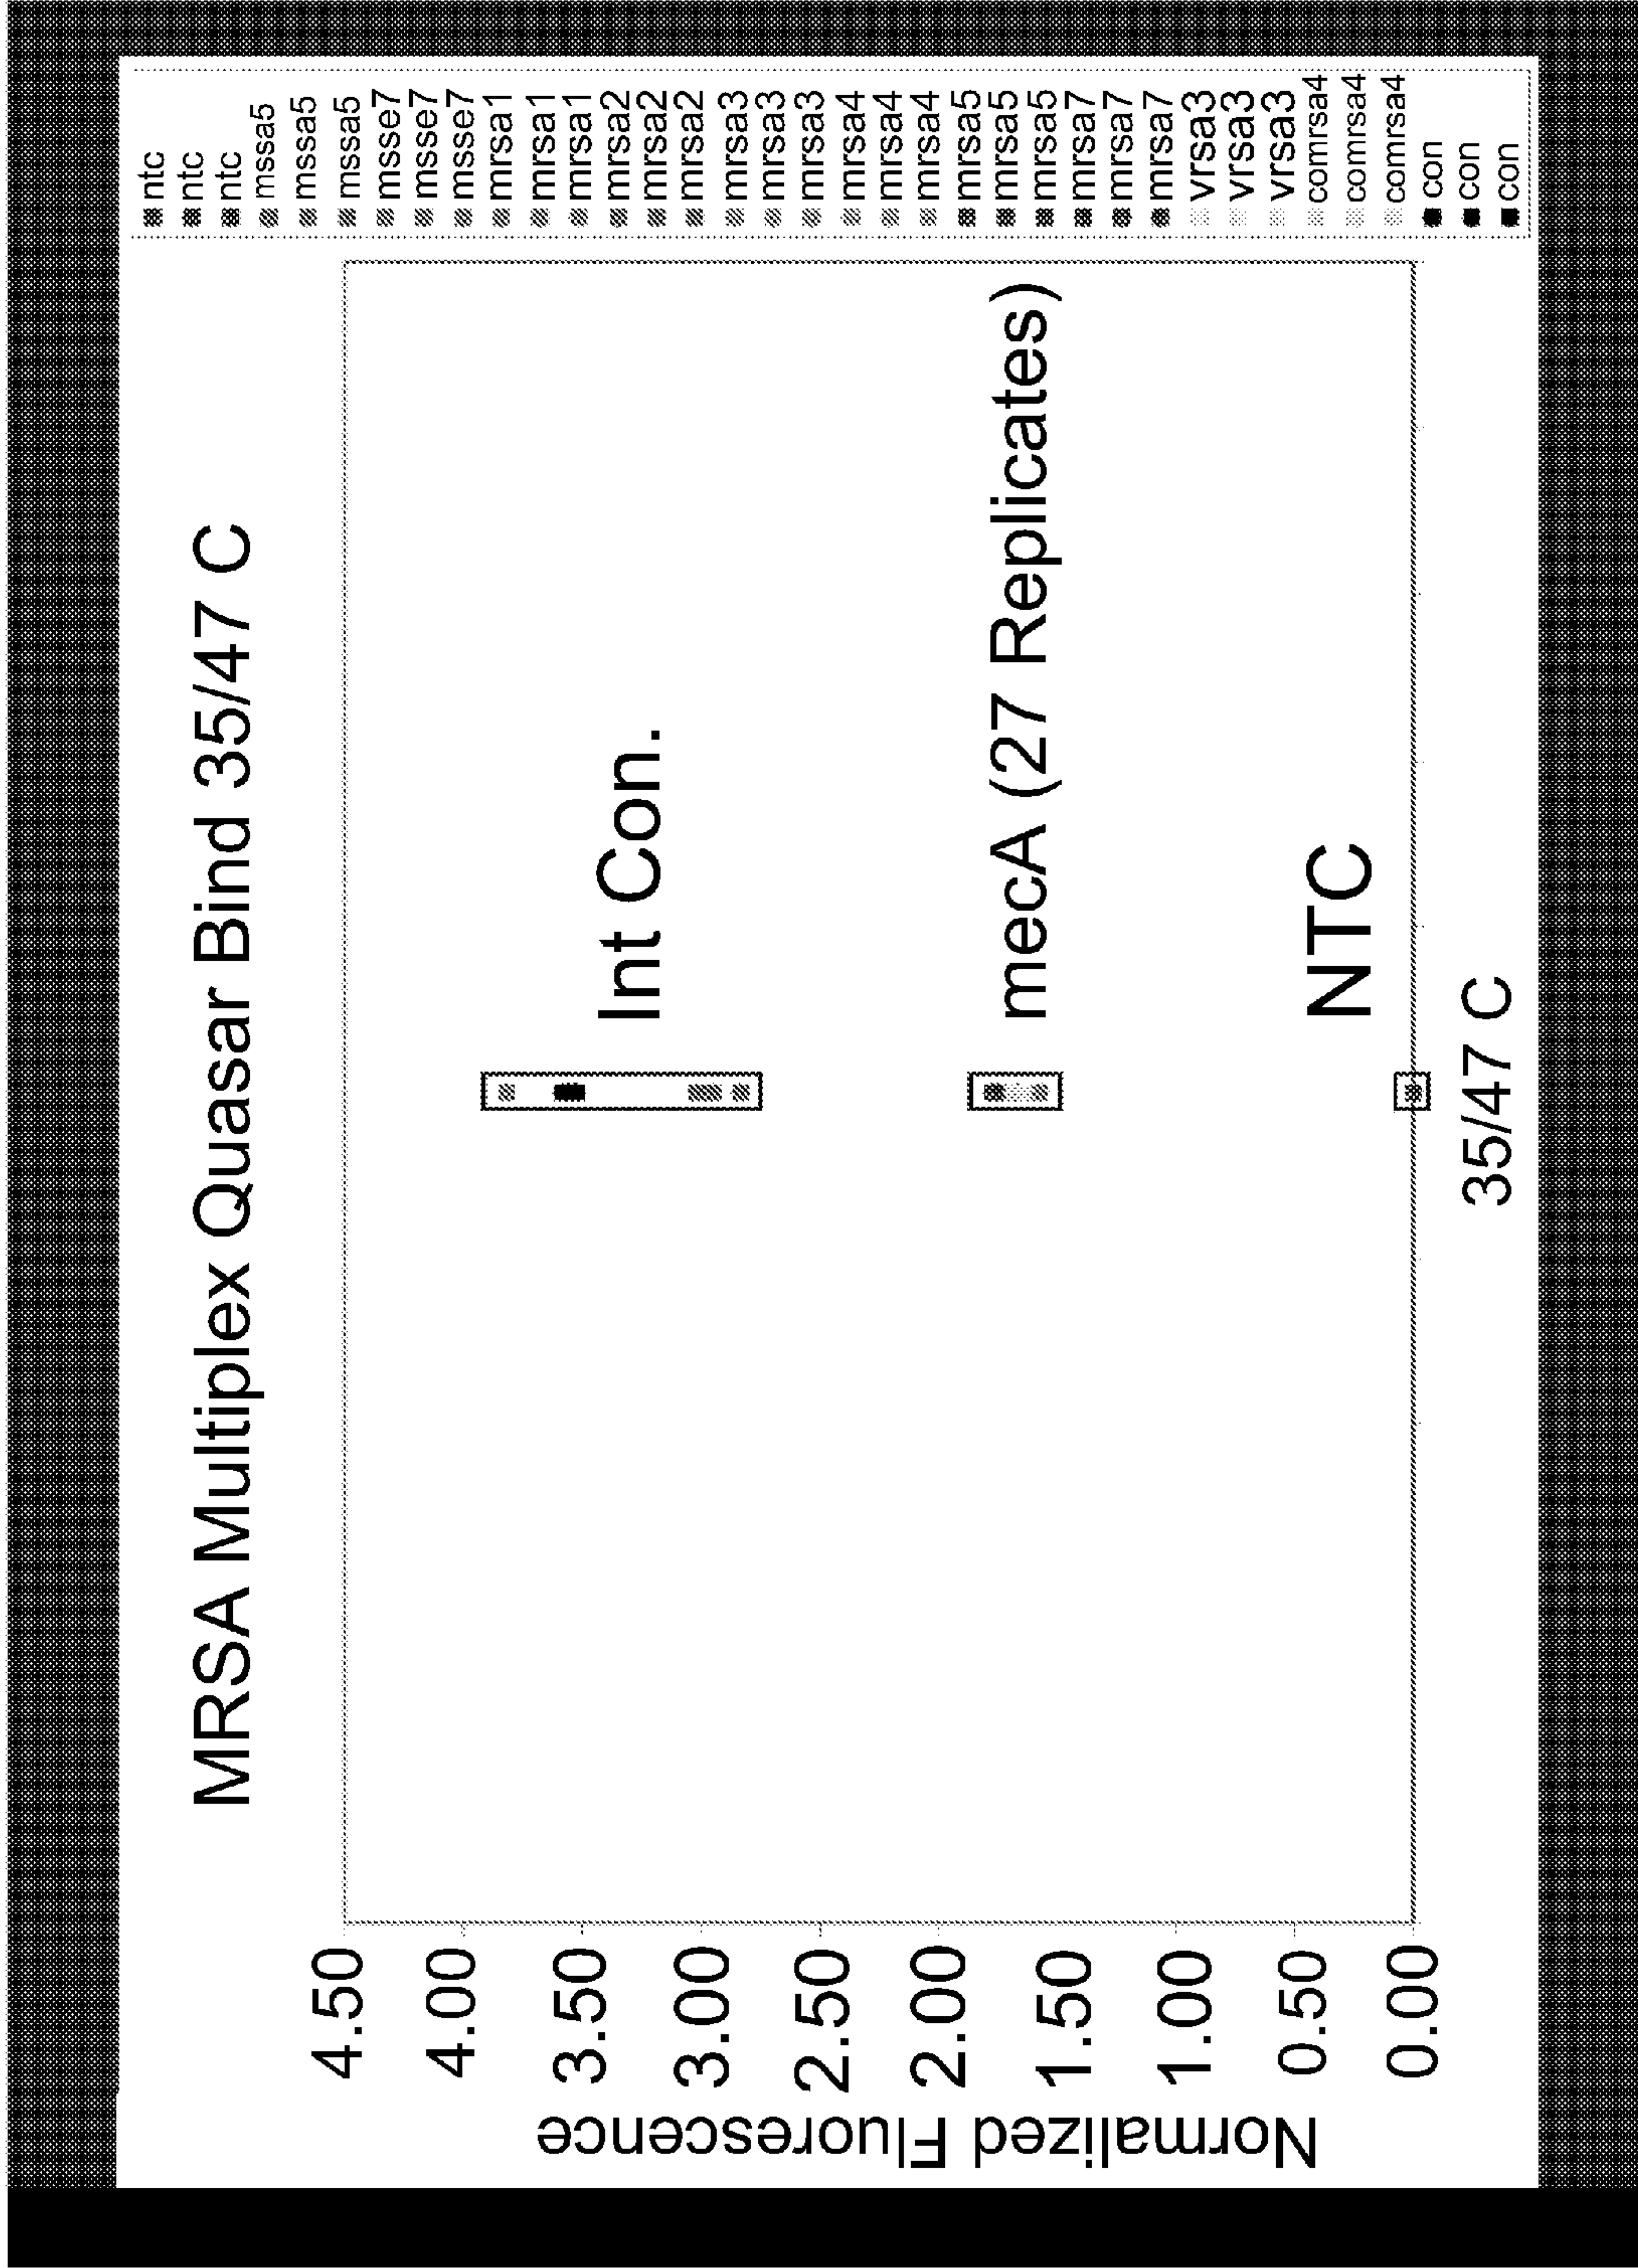 MRSA Multiplex Quasar Bind 35/47 C
Normalized Fluorescence
4.50
4.00
3.50
3.00
2.50
2.00
1.50
1.00
0.50
0.00
Int Con.
mecA (27 Replicates)
NTC
35/47 C
ntc
ntc
ntc
mssa5
mssa5
mssa5
msse7
msse7
msse7
mrsa1
mrsa1
mrsa1
mrsa2
mrsa2
mrsa2
mrsa3
mrsa3
mrsa3
mrsa4
mrsa4
mrsa4
mrsa5
mrsa5
mrsa5
mrsa7
mrsa7
mrsa7
vrsa3
vrsa3
vrsa3
comrsa4
comrsa4
comrsa4
con
con
con